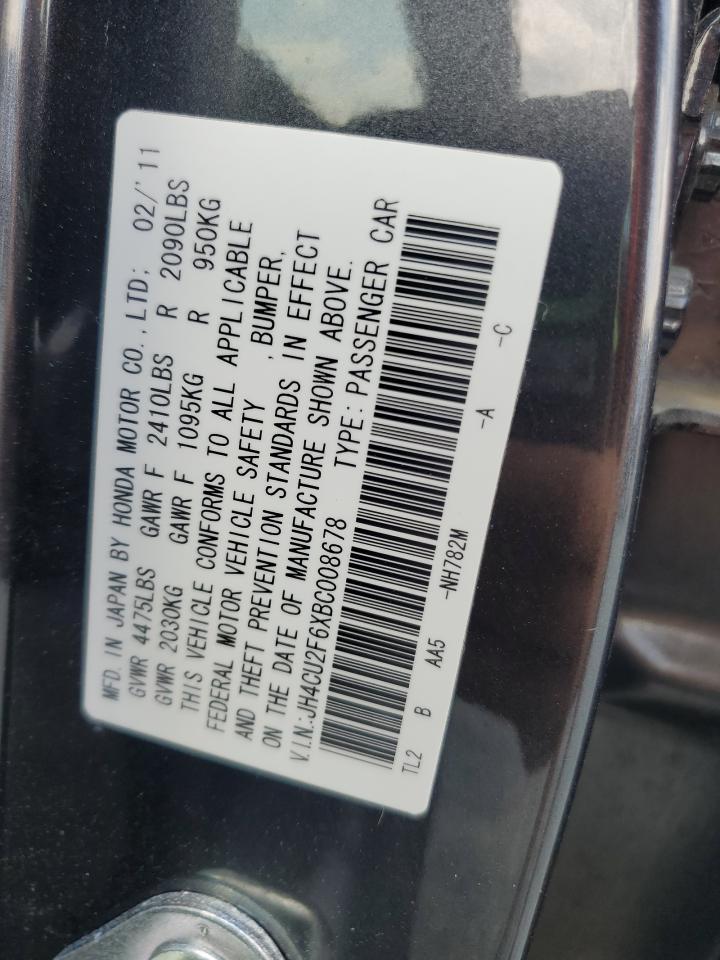 MFD. IN JAPAN BY HONDA MOTOR CO., LTD; 02/'11
GVWR 4475LBS GAWR F 2410LBS R 2090LBS
GVWR 2030KG GAWR F 1095KG R 950KG
THIS VEHICLE CONFORMS TO ALL APPLICABLE
FEDERAL MOTOR VEHICLE SAFETY , BUMPER,
AND THEFT PREVENTION STANDARDS IN EFFECT
ON THE DATE OF MANUFACTURE SHOWN ABOVE.
V.I.N.:JH4CU2F6XBC008678 TYPE: PASSENGER CAR
TL2 B AA5 -NH782M -A -C